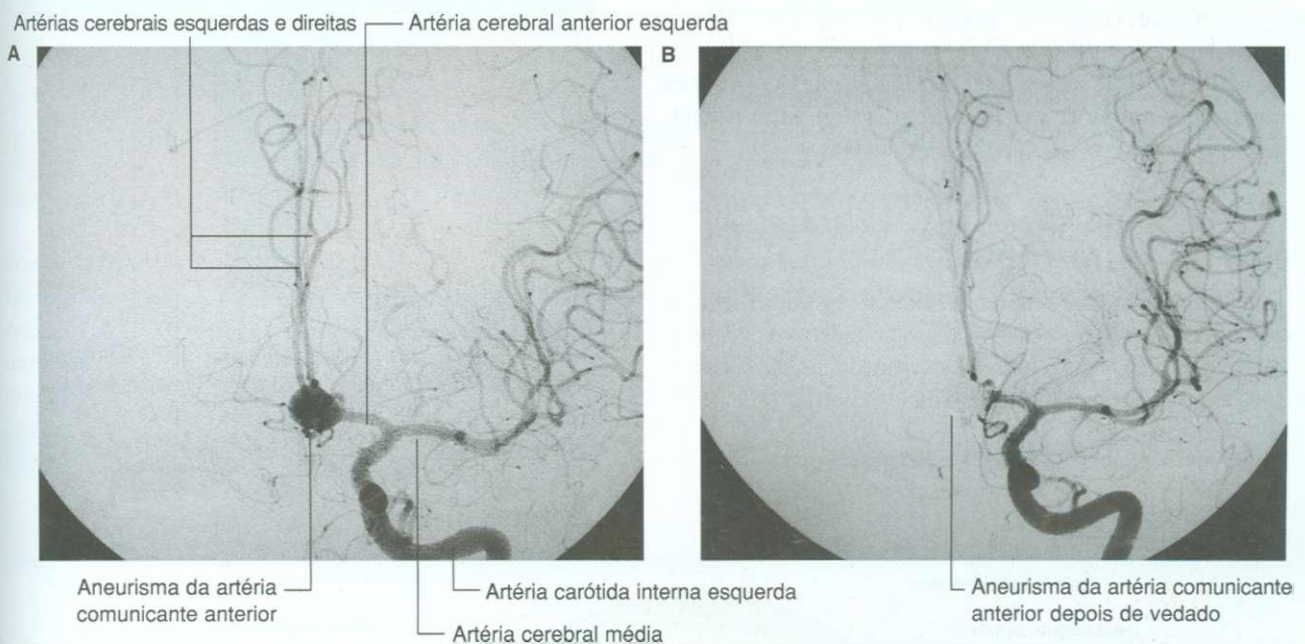 Artérias cerebrais esquerdas e direitas
Artéria cerebral anterior esquerda
A
B
Aneurisma da artéria
comunicante anterior
Artéria carótida interna esquerda
Artéria cerebral média
Aneurisma da artéria comunicante
anterior depois de vedado